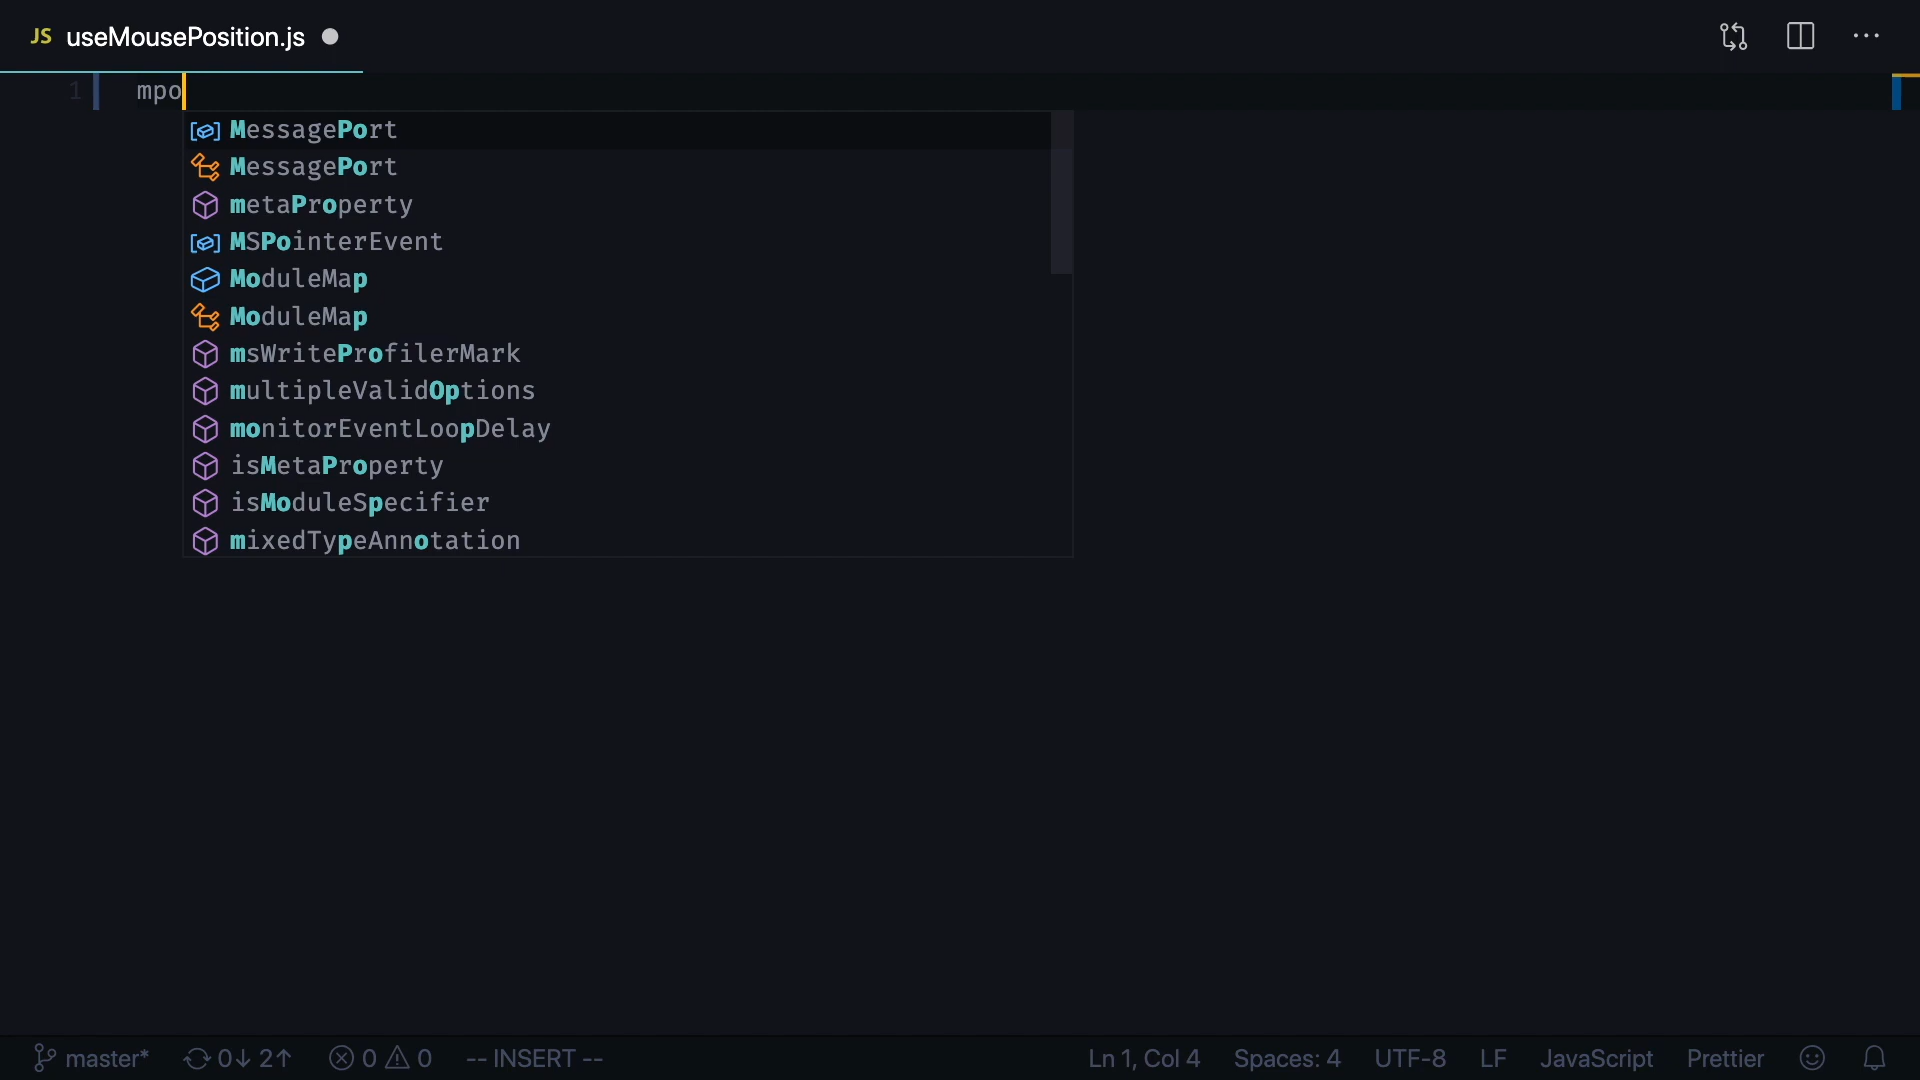 JS useMousePosition.js
1 mpo
MessagePort
MessagePort
metaProperty
MSPointerEvent
ModuleMap
ModuleMap
msWriteProfilerMark
multipleValidOptions
monitorEventLoopDelay
isMetaProperty
isModuleSpecifier
mixedTypeAnnotation
master* 0↓ 2↑ 0 0 -- INSERT -- Ln 1, Col 4 Spaces: 4 UTF-8 LF JavaScript Prettier